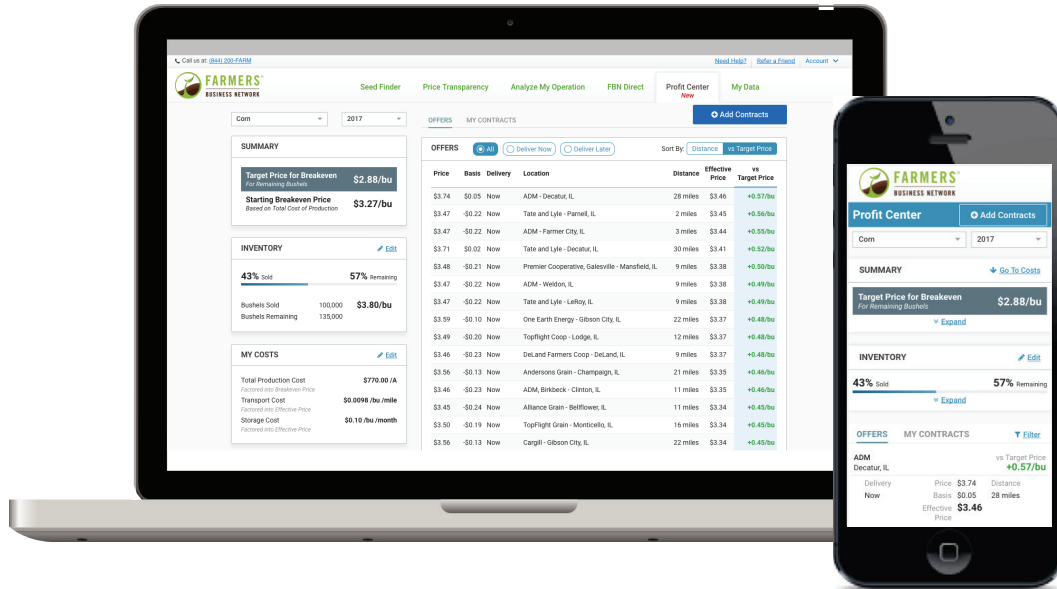 Call us at: (844) 200-FARM
Need Help? Refer a Friend Account
FARMERS
BUSINESS NETWORK
Seed Finder Price Transparency Analyze My Operation FBN Direct Profit Center My Data
New
Corn 2017
OFFERS MY CONTRACTS
Add Contracts
SUMMARY
Target Price for Breakeven $2.88/bu
For Remaining Bushels
Starting Breakeven Price $3.27/bu
Based on Total Cost of Production
INVENTORY Edit
43% Sold 57% Remaining
Bushels Sold 100,000 $3.80/bu
Bushels Remaining 135,000
MY COSTS Edit
Total Production Cost $770.00 /A
Factored into Breakeven Price
Transport Cost $0.0098 /bu /mile
Factored into Effective Price
Storage Cost $0.10 /bu /month
Factored into Effective Price
OFFERS All Deliver Now Deliver Later Sort By: Distance vs Target Price
Price Basis Delivery Location Distance Effective Price vs Target Price
$3.74 $0.05 Now ADM - Decatur, IL 28 miles $3.46 +0.57/bu
$3.47 -$0.22 Now Tate and Lyle - Parnell, IL 2 miles $3.45 +0.56/bu
$3.47 -$0.22 Now ADM - Farmer City, IL 3 miles $3.44 +0.55/bu
$3.71 $0.02 Now Tate and Lyle - Decatur, IL 30 miles $3.41 +0.52/bu
$3.48 -$0.21 Now Premier Cooperative, Galesville - Mansfield, IL 9 miles $3.38 +0.50/bu
$3.47 -$0.22 Now ADM - Weldon, IL 9 miles $3.38 +0.49/bu
$3.47 -$0.22 Now Tate and Lyle - LeRoy, IL 9 miles $3.38 +0.49/bu
$3.59 -$0.10 Now One Earth Energy - Gibson City, IL 22 miles $3.37 +0.48/bu
$3.49 -$0.20 Now Topflight Coop - Lodge, IL 12 miles $3.37 +0.48/bu
$3.46 -$0.23 Now DeLand Farmers Coop - DeLand, IL 9 miles $3.37 +0.48/bu
$3.56 -$0.13 Now Andersons Grain - Champaign, IL 21 miles $3.35 +0.46/bu
$3.46 -$0.23 Now ADM, Birkbeck - Clinton, IL 11 miles $3.35 +0.46/bu
$3.45 -$0.24 Now Alliance Grain - Bellflower, IL 11 miles $3.34 +0.45/bu
$3.50 -$0.19 Now TopFlight Grain - Monticello, IL 16 miles $3.34 +0.45/bu
$3.56 -$0.13 Now Cargill - Gibson City, IL 22 miles $3.34 +0.45/bu
FARMERS
BUSINESS NETWORK
Profit Center Add Contracts
Corn 2017
SUMMARY Go To Costs
Target Price for Breakeven $2.88/bu
For Remaining Bushels
Expand
INVENTORY Edit
43% Sold 57% Remaining
Expand
OFFERS MY CONTRACTS Filter
ADM vs Target Price
Decatur, IL +0.57/bu
Delivery Price $3.74 Distance
Now Basis $0.05 28 miles
Effective $3.46
Price